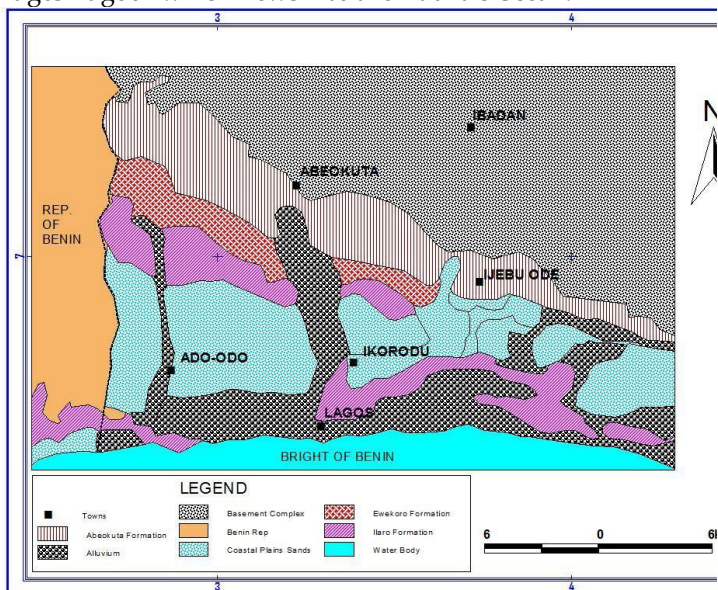 3 4
IBADAN
N
ABEOKUTA
REP.
OF
BENIN
7
IJEBU ODE
ADO-ODO
IKORODU
LAGOS
BRIGHT OF BENIN
LEGEND
Towns
Basement Complex
Ewekoro Formation
Abeokuta Formation
Benin Rep
Ilaro Formation
Alluvium
Coastal Plains Sands
Water Body
6 0 6
3 4